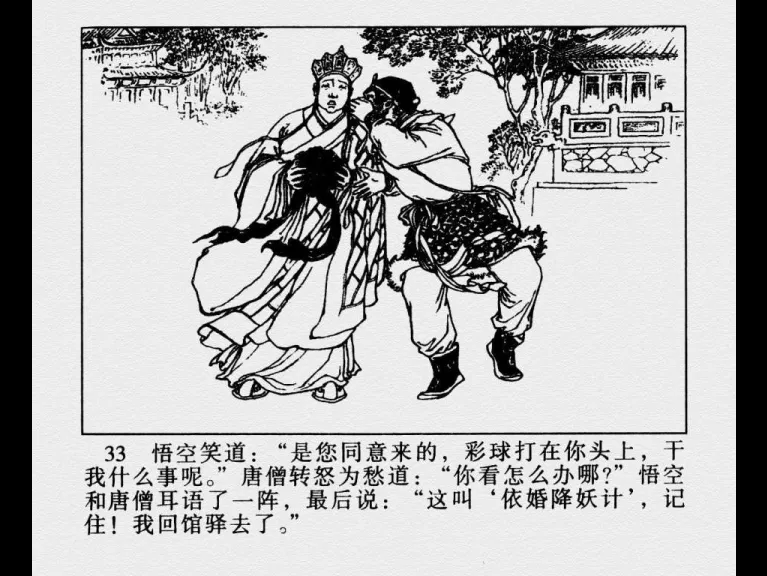 33 悟空笑道：“是您同意来的，彩球打在你头上，干
我什么事呢。”唐僧转怒为愁道：“你看怎么办哪？”悟空
和唐僧耳语了一阵，最后说：“这叫‘依婚降妖计’，记
住！我回馆驿去了。”